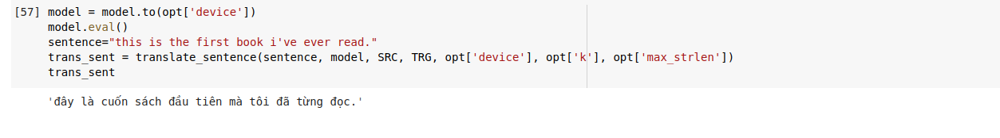 [57] model = model.to(opt['device'])
model.eval()
sentence="this is the first book i've ever read."
trans_sent = translate_sentence(sentence, model, SRC, TRG, opt['device'], opt['k'], opt['max_strlen'])
trans_sent
'đây là cuốn sách đầu tiên mà tôi đã từng đọc.'